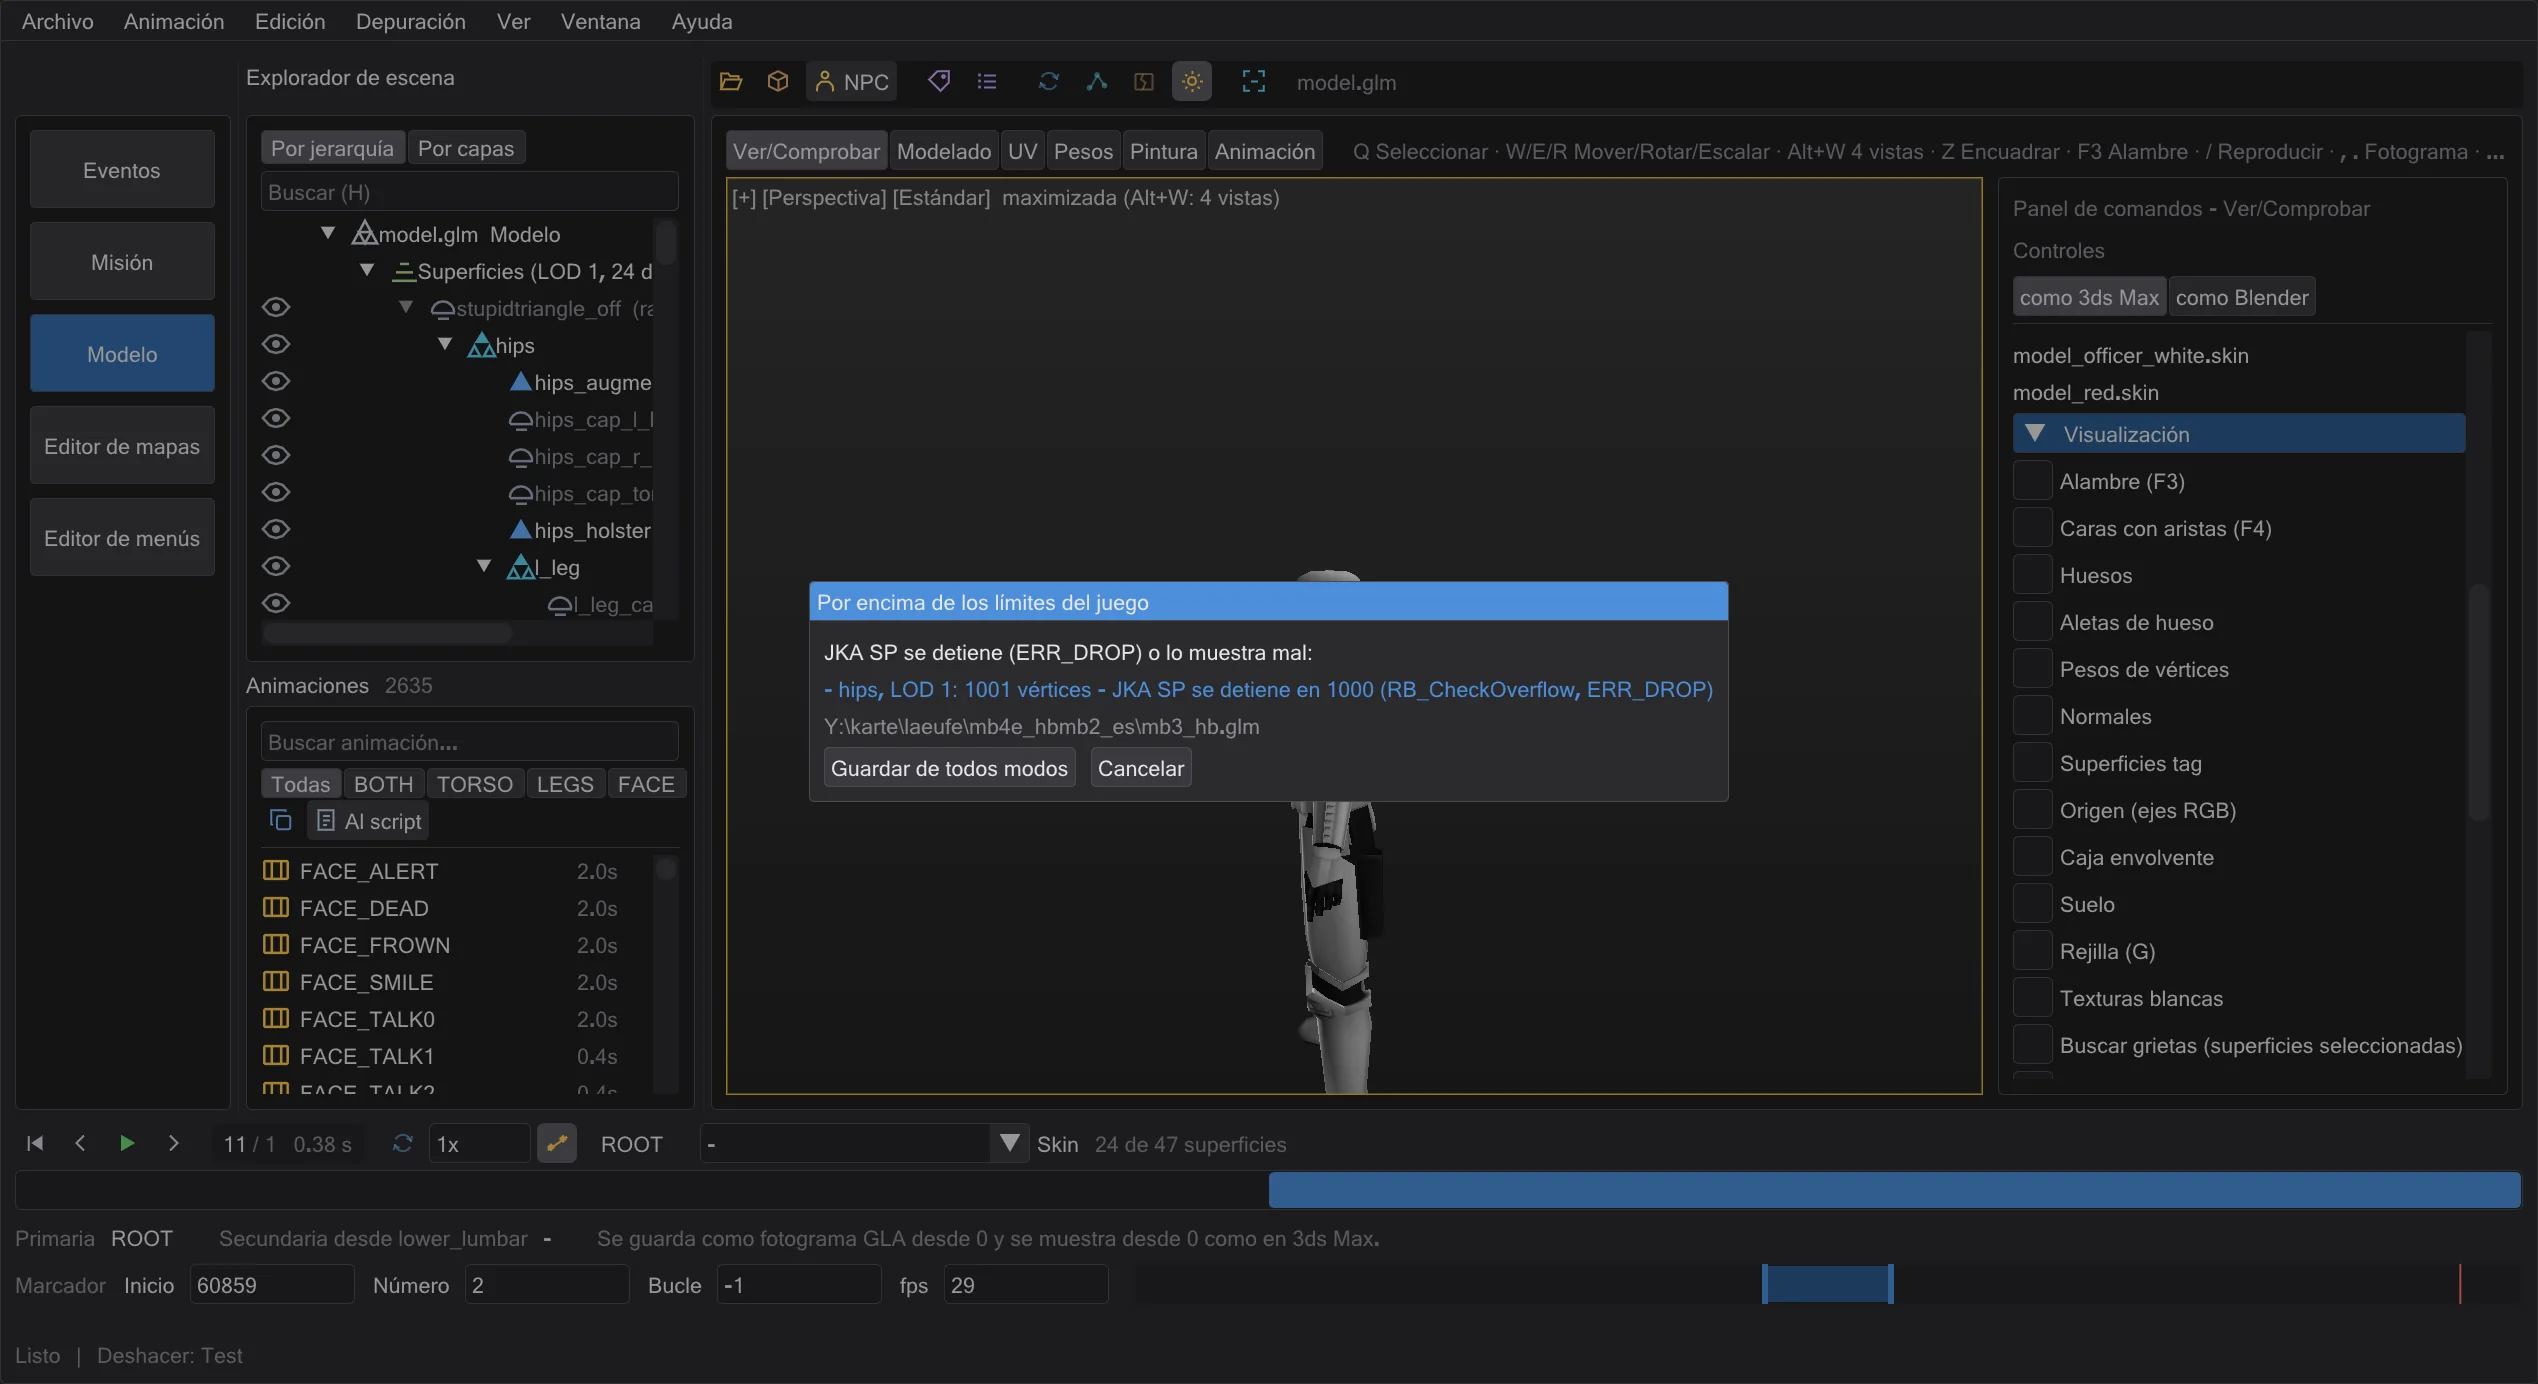 Archivo Animación Edición Depuración Ver Ventana Ayuda
Explorador de escena
NPC
model.glm
Eventos
Misión
Modelo
Editor de mapas
Editor de menús
Por jerarquía Por capas
Buscar (H)
model.glm Modelo
Superficies (LOD 1, 24 d
stupidtriangle_off (ra
hips
hips_augme
hips_cap_l_l
hips_cap_r_
hips_cap_to
hips_holster
l_leg
l_leg_ca
Animaciones 2635
Buscar animación...
Todas BOTH TORSO LEGS FACE
AI script
FACE_ALERT 2.0s
FACE_DEAD 2.0s
FACE_FROWN 2.0s
FACE_SMILE 2.0s
FACE_TALK0 2.0s
FACE_TALK1 0.4s
FACE_TALK2 0.4s
Ver/Comprobar Modelado UV Pesos Pintura Animación
Q Seleccionar · W/E/R Mover/Rotar/Escalar · Alt+W 4 vistas · Z Encuadrar · F3 Alambre · / Reproducir · , . Fotograma · ...
[+] [Perspectiva] [Estándar] maximizada (Alt+W: 4 vistas)
Por encima de los límites del juego
JKA SP se detiene (ERR_DROP) o lo muestra mal:
- hips, LOD 1: 1001 vértices - JKA SP se detiene en 1000 (RB_CheckOverflow, ERR_DROP)
Y:\karte\laeufe\mb4e_hbmb2_es\mb3_hb.glm
Guardar de todos modos Cancelar
Panel de comandos - Ver/Comprobar
Controles
como 3ds Max como Blender
model_officer_white.skin
model_red.skin
Visualización
Alambre (F3)
Caras con aristas (F4)
Huesos
Aletas de hueso
Pesos de vértices
Normales
Superficies tag
Origen (ejes RGB)
Caja envolvente
Suelo
Rejilla (G)
Texturas blancas
Buscar grietas (superficies seleccionadas)
11 / 1 0.38 s 1x ROOT - Skin 24 de 47 superficies
Primaria ROOT Secundaria desde lower_lumbar - Se guarda como fotograma GLA desde 0 y se muestra desde 0 como en 3ds Max.
Marcador Inicio 60859 Número 2 Bucle -1 fps 29
Listo | Deshacer: Test